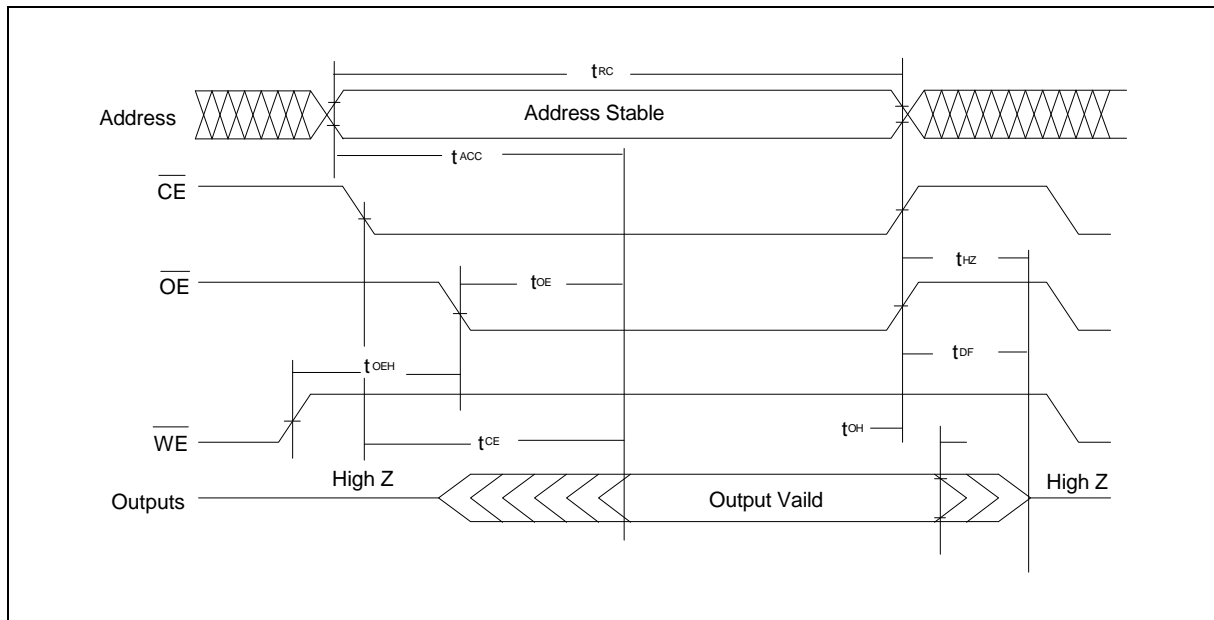 tRC
Address
Address Stable
tACC
CE
tHZ
OE
tOE
tDF
tOEH
WE
tCE
tOH
High Z
Outputs
Output Vaild
High Z